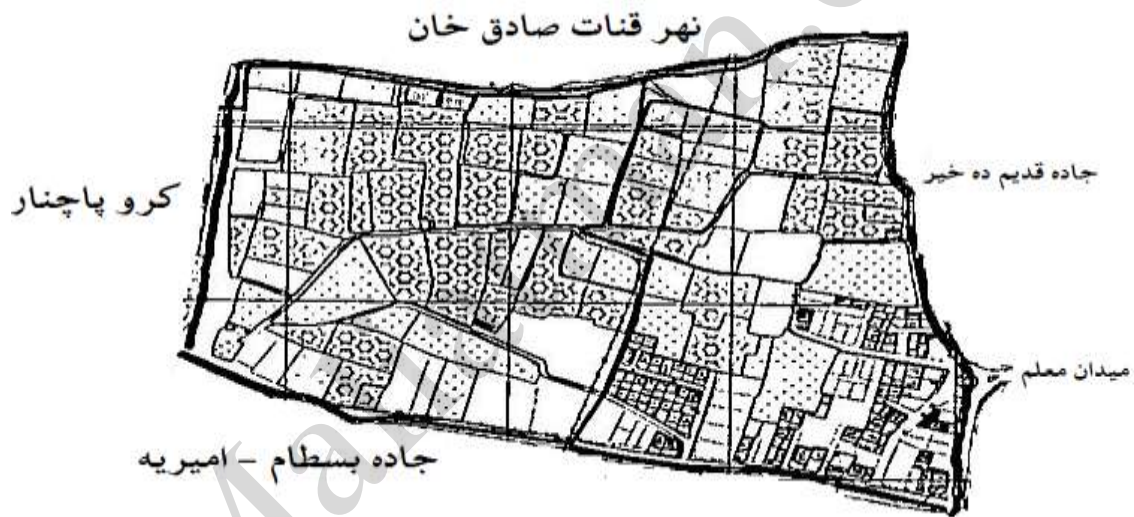 نهر قنات صادق خان
جاده قدیم ده خیر
کرو پاچنار
میدان معلم
جاده بسطام - امیریه